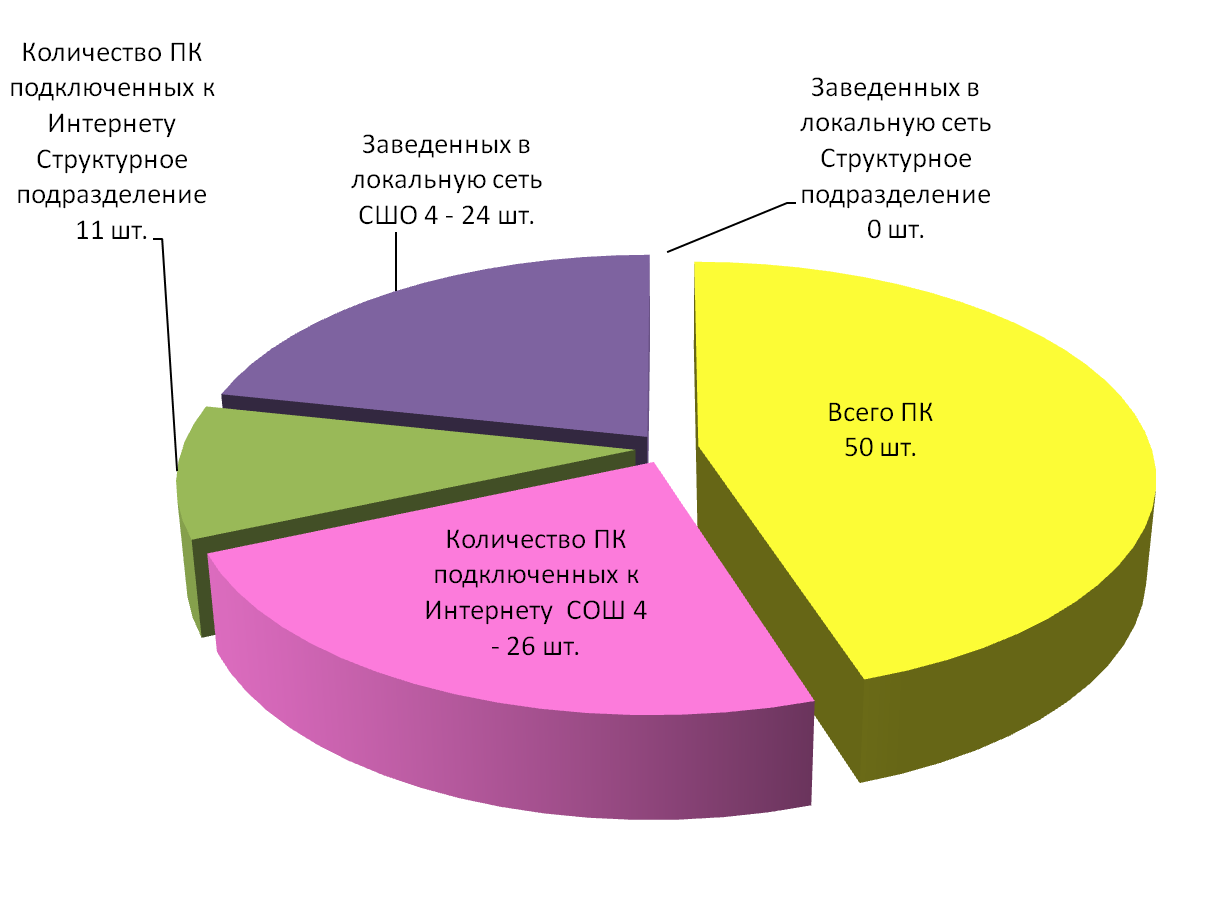 Количество ПК
подключенных к
Интернету
Структурное
подразделение
11 шт.
Заведенных в
локальную сеть
СШО 4 - 24 шт.
Заведенных в
локальную сеть
Структурное
подразделение
0 шт.
Всего ПК
50 шт.
Количество ПК
подключенных к
Интернету  СОШ 4
- 26 шт.